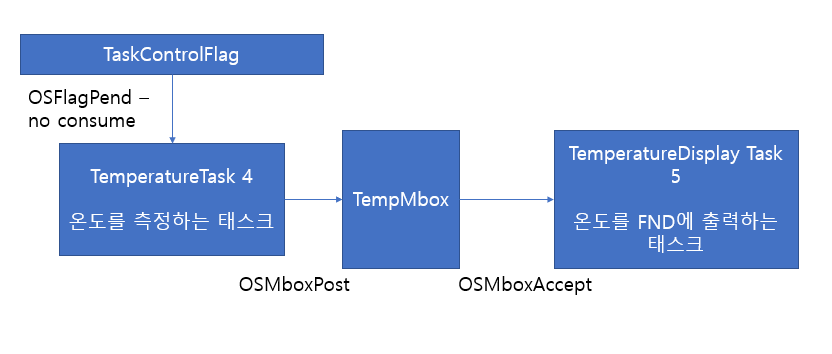 TaskControlFlag
OSFlagPend –
no consume
TemperatureTask 4
온도를 측정하는 태스크
TempMbox
TemperatureDisplay Task
5
온도를 FND에 출력하는
태스크
OSMboxPost
OSMboxAccept